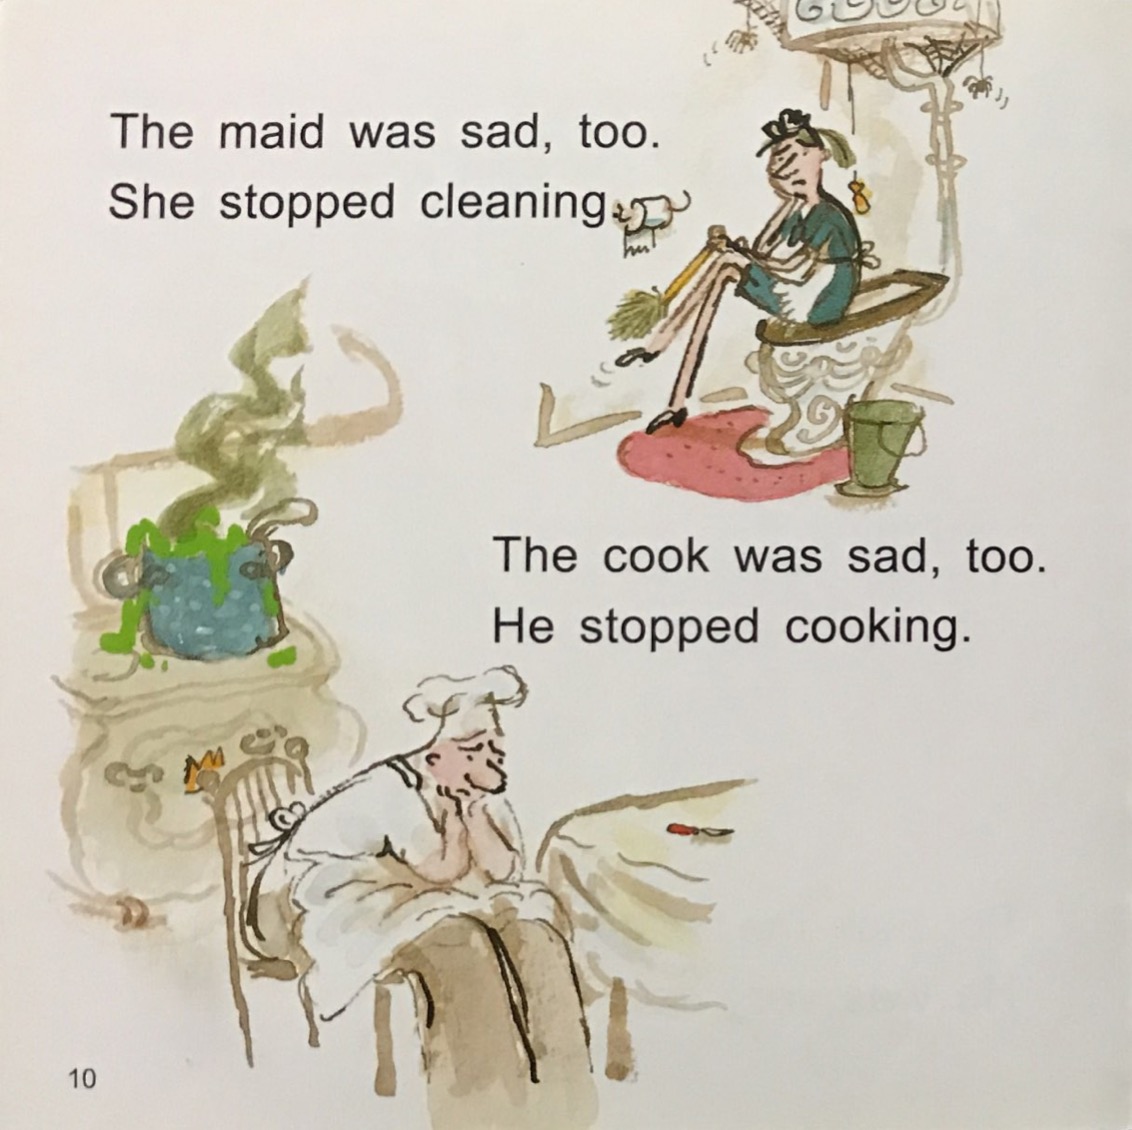 The maid was sad, too.
She stopped cleaning.
The cook was sad, too.
He stopped cooking.
10